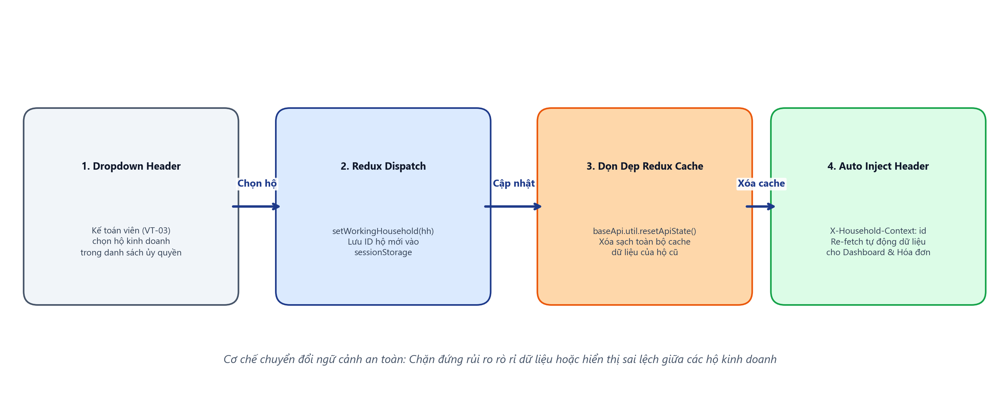 1. Dropdown Header
Kế toán viên (VT-03)
chọn hộ kinh doanh
trong danh sách ủy quyền
Chọn hộ
2. Redux Dispatch
setWorkingHousehold(hh)
Lưu ID hộ mới vào
sessionStorage
Cập nhật
3. Dọn Dẹp Redux Cache
baseApi.util.resetApiState()
Xóa sạch toàn bộ cache
dữ liệu của hộ cũ
Xóa cache
4. Auto Inject Header
X-Household-Context: id
Re-fetch tự động dữ liệu
cho Dashboard & Hóa đơn
Cơ chế chuyển đổi ngữ cảnh an toàn: Chặn đứng rủi ro rò rỉ dữ liệu hoặc hiển thị sai lệch giữa các hộ kinh doanh